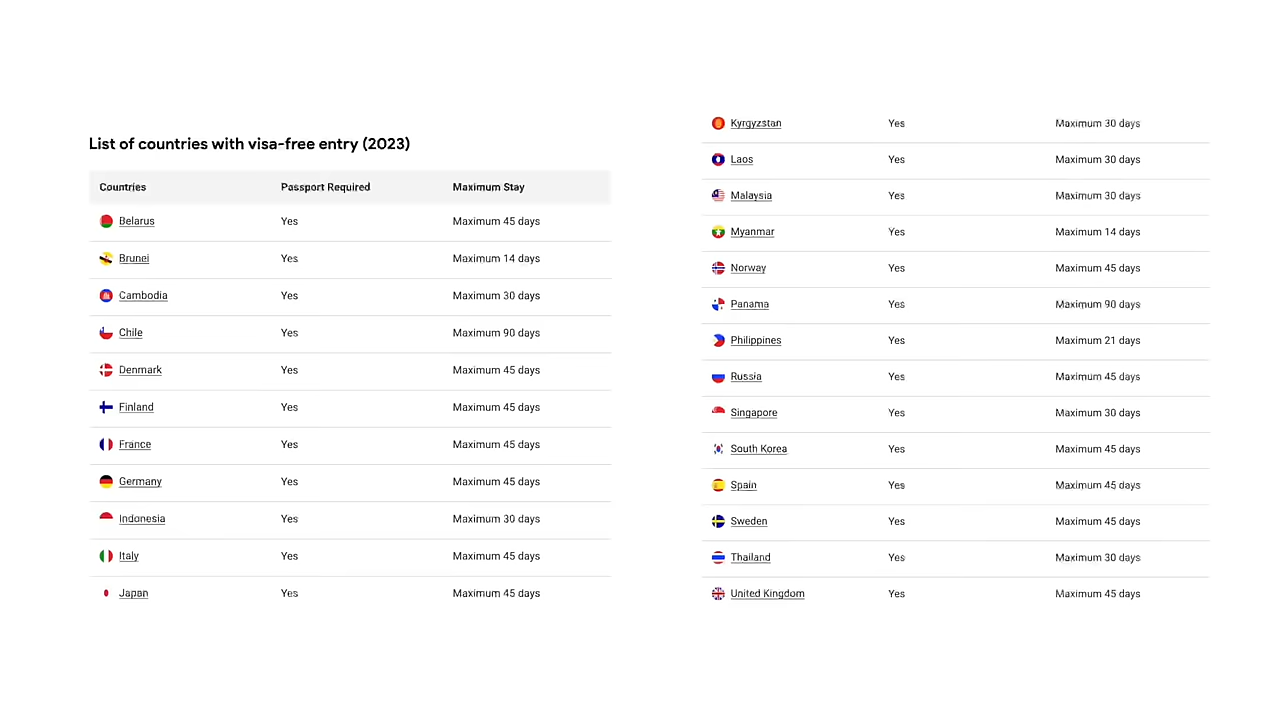 List of countries with visa-free entry (2023)
Countries Passport Required Maximum Stay
Belarus Yes Maximum 45 days
Brunei Yes Maximum 14 days
Cambodia Yes Maximum 30 days
Chile Yes Maximum 90 days
Denmark Yes Maximum 45 days
Finland Yes Maximum 45 days
France Yes Maximum 45 days
Germany Yes Maximum 45 days
Indonesia Yes Maximum 30 days
Italy Yes Maximum 45 days
Japan Yes Maximum 45 days
Kyrgyzstan Yes Maximum 30 days
Laos Yes Maximum 30 days
Malaysia Yes Maximum 30 days
Myanmar Yes Maximum 14 days
Norway Yes Maximum 45 days
Panama Yes Maximum 90 days
Philippines Yes Maximum 21 days
Russia Yes Maximum 45 days
Singapore Yes Maximum 30 days
South Korea Yes Maximum 45 days
Spain Yes Maximum 45 days
Sweden Yes Maximum 45 days
Thailand Yes Maximum 30 days
United Kingdom Yes Maximum 45 days